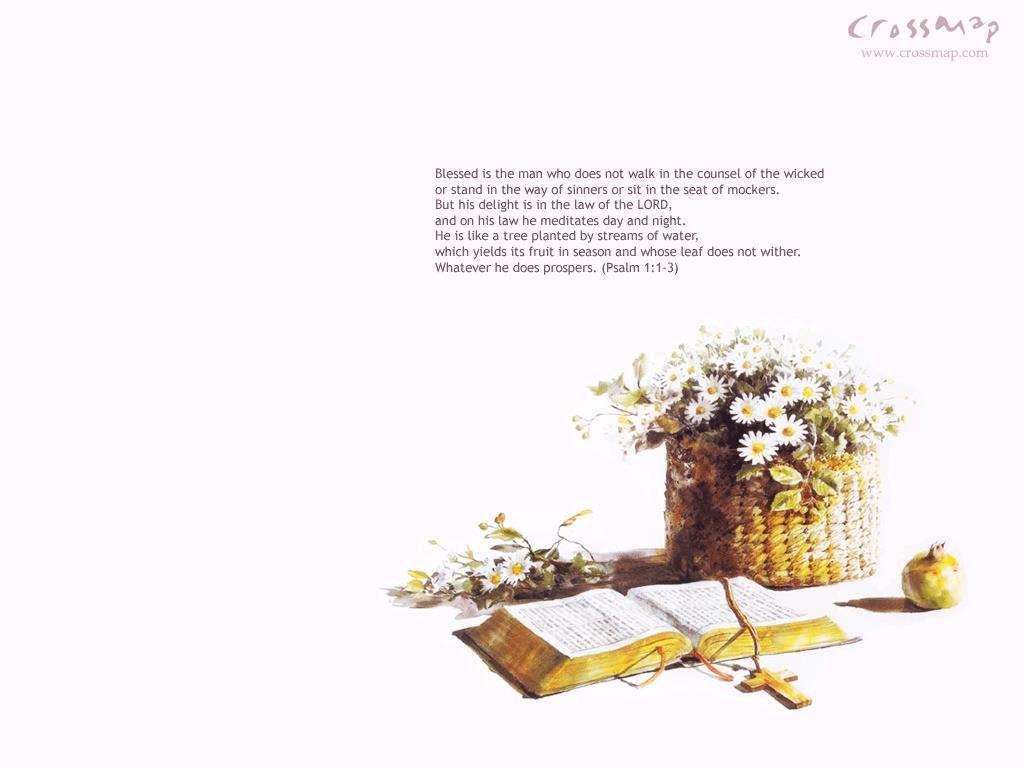 crossmap
www.crossmap.com
Blessed is the man who does not walk in the counsel of the wicked
or stand in the way of sinners or sit in the seat of mockers.
But his delight is in the law of the LORD,
and on his law he meditates day and night.
He is like a tree planted by streams of water,
which yields its fruit in season and whose leaf does not wither.
Whatever he does prospers. (Psalm 1:1-3)